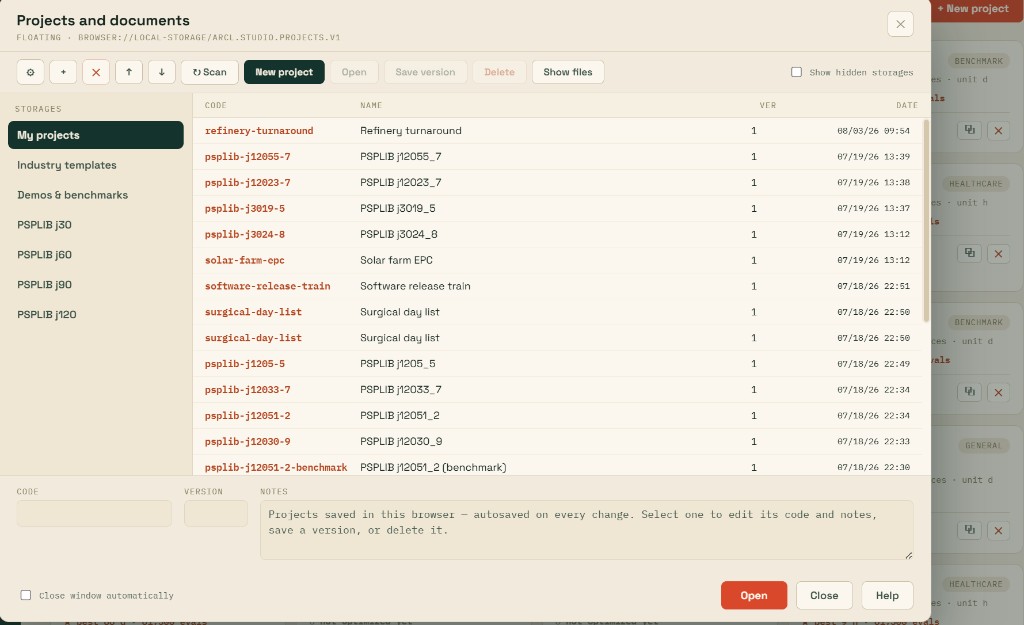 Projects and documents
FLOATING · BROWSER://LOCAL-STORAGE/ARCL.STUDIO.PROJECTS.V1
⚙ + × ↑ ↓ ↻ Scan New project Open Save version Delete Show files Show hidden storages
STORAGES
My projects
Industry templates
Demos & benchmarks
PSPLIB j30
PSPLIB j60
PSPLIB j90
PSPLIB j120
CODE NAME VER DATE
refinery-turnaround Refinery turnaround 1 08/03/26 09:54
psplib-j12055-7 PSPLIB j12055_7 1 07/19/26 13:39
psplib-j12023-7 PSPLIB j12023_7 1 07/19/26 13:38
psplib-j3019-5 PSPLIB j3019_5 1 07/19/26 13:37
psplib-j3024-8 PSPLIB j3024_8 1 07/19/26 13:12
solar-farm-epc Solar farm EPC 1 07/19/26 13:12
software-release-train Software release train 1 07/18/26 22:51
surgical-day-list Surgical day list 1 07/18/26 22:50
surgical-day-list Surgical day list 1 07/18/26 22:50
psplib-j1205-5 PSPLIB j1205_5 1 07/18/26 22:49
psplib-j12033-7 PSPLIB j12033_7 1 07/18/26 22:34
psplib-j12051-2 PSPLIB j12051_2 1 07/18/26 22:34
psplib-j12030-9 PSPLIB j12030_9 1 07/18/26 22:33
psplib-j12051-2-benchmark PSPLIB j12051_2 (benchmark) 1 07/18/26 22:30
CODE VERSION NOTES
Projects saved in this browser — autosaved on every change. Select one to edit its code and notes,
save a version, or delete it.
Close window automatically
Open Close Help
+ New project
BENCHMARK
· unit d
HEALTHCARE
· unit h
BENCHMARK
· unit d
evals
GENERAL
· unit d
HEALTHCARE
· unit h